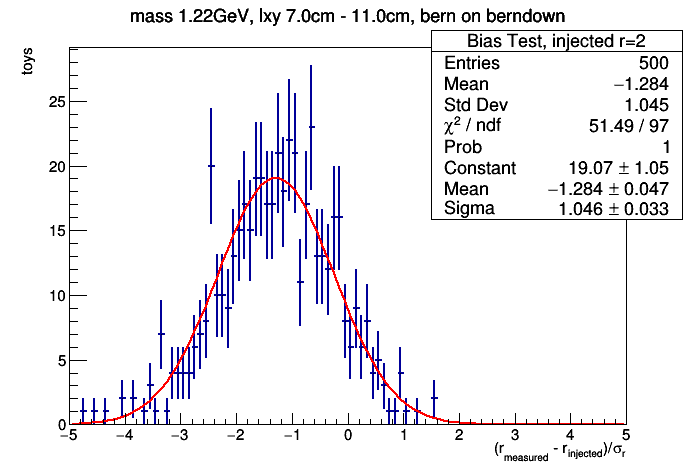 mass 1.22GeV, lxy 7.0cm - 11.0cm, bern on berndown
Bias Test, injected r=2
Entries 500
Mean −1.284
Std Dev 1.045
χ² / ndf 51.49 / 97
Prob 1
Constant 19.07 ± 1.05
Mean −1.284 ± 0.047
Sigma 1.046 ± 0.033
toys
25
20
15
10
5
0
−5 −4 −3 −2 −1 0 1 2 3 4 5
(r_measured - r_injected)/σ_r